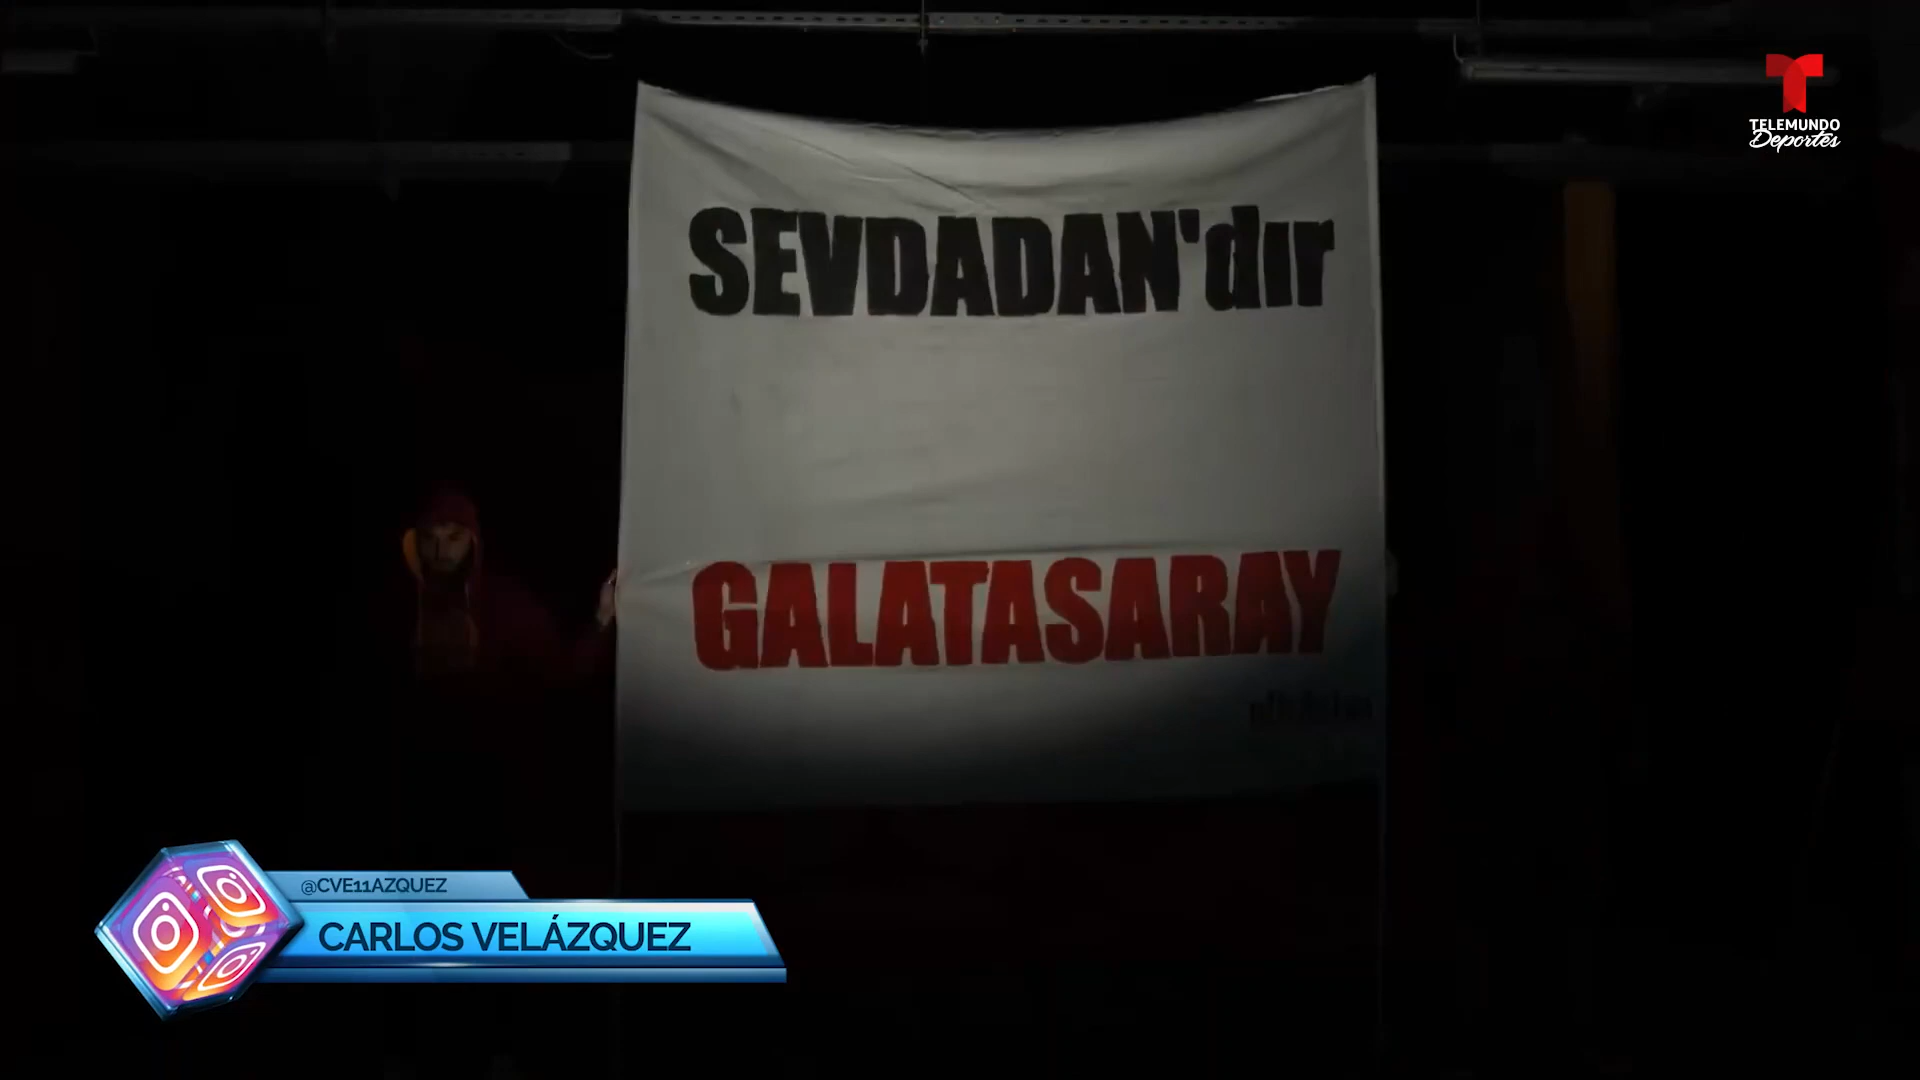 TELEMUNDO
Deportes
SEVDADAN'dır
GALATASARAY
@CVE11AZQUEZ
CARLOS VELÁZQUEZ